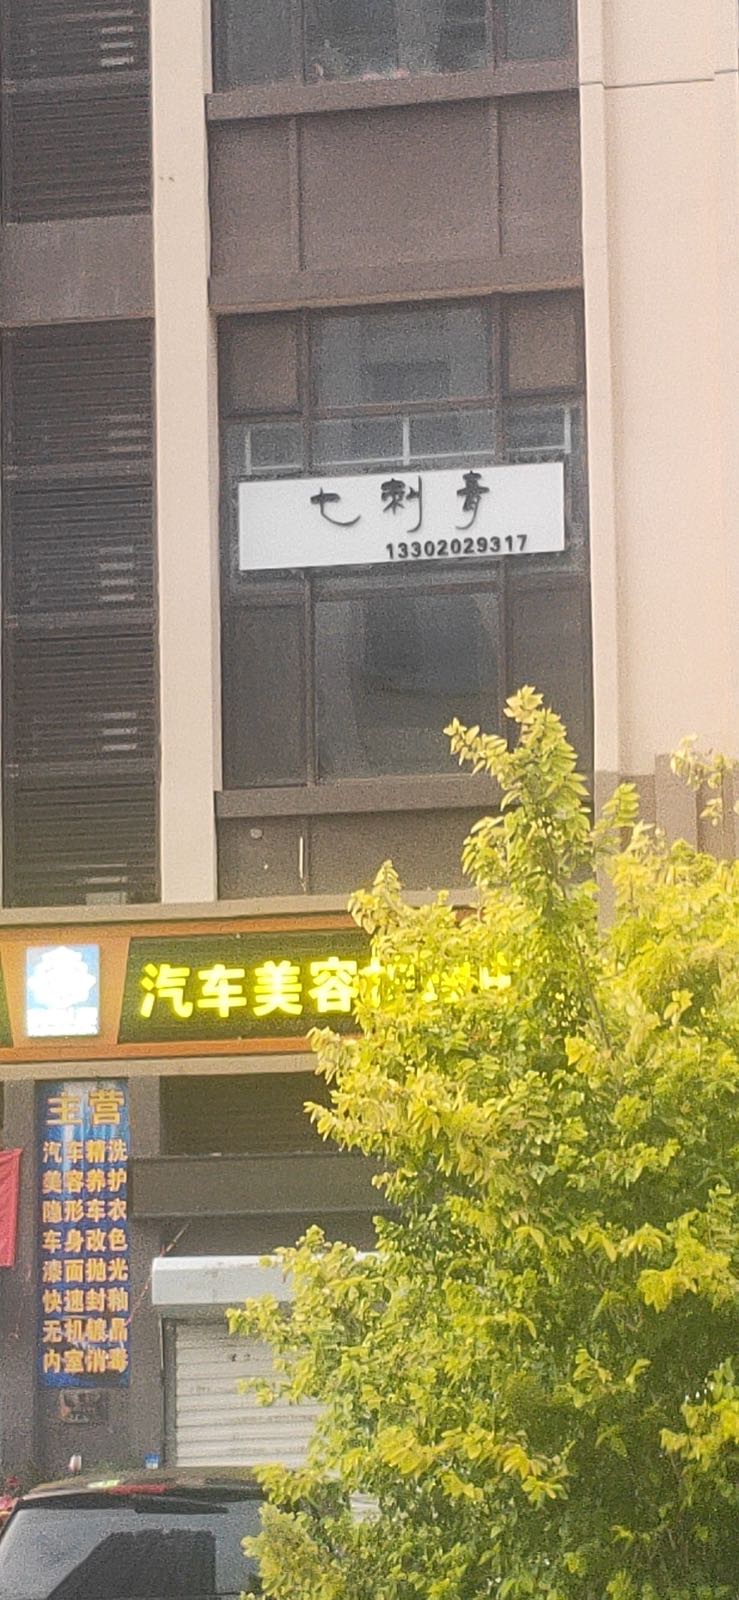 七刺青
13302029317
汽车美容
主营
汽车精洗
美容养护
隐形车衣
车身改色
漆面抛光
快速封釉
无机镀晶
内室消毒